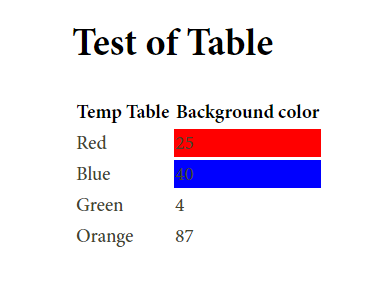 Test of Table
Temp Table Background color
Red 25
Blue 40
Green 4
Orange 87